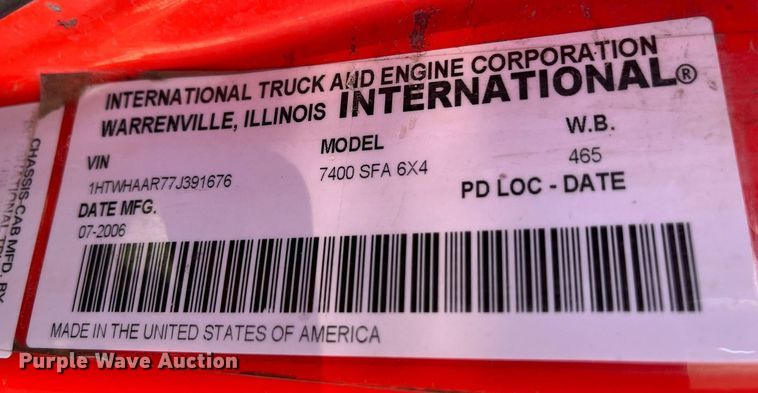 INTERNATIONAL TRUCK AND ENGINE CORPORATION
WARRENVILLE, ILLINOIS INTERNATIONAL®
VIN MODEL W.B.
1HTWHAAR77J391676 7400 SFA 6X4 465
DATE MFG. PD LOC - DATE
07-2006
MADE IN THE UNITED STATES OF AMERICA
CHASSIS-CAB MFD. BY
Purple Wave Auction